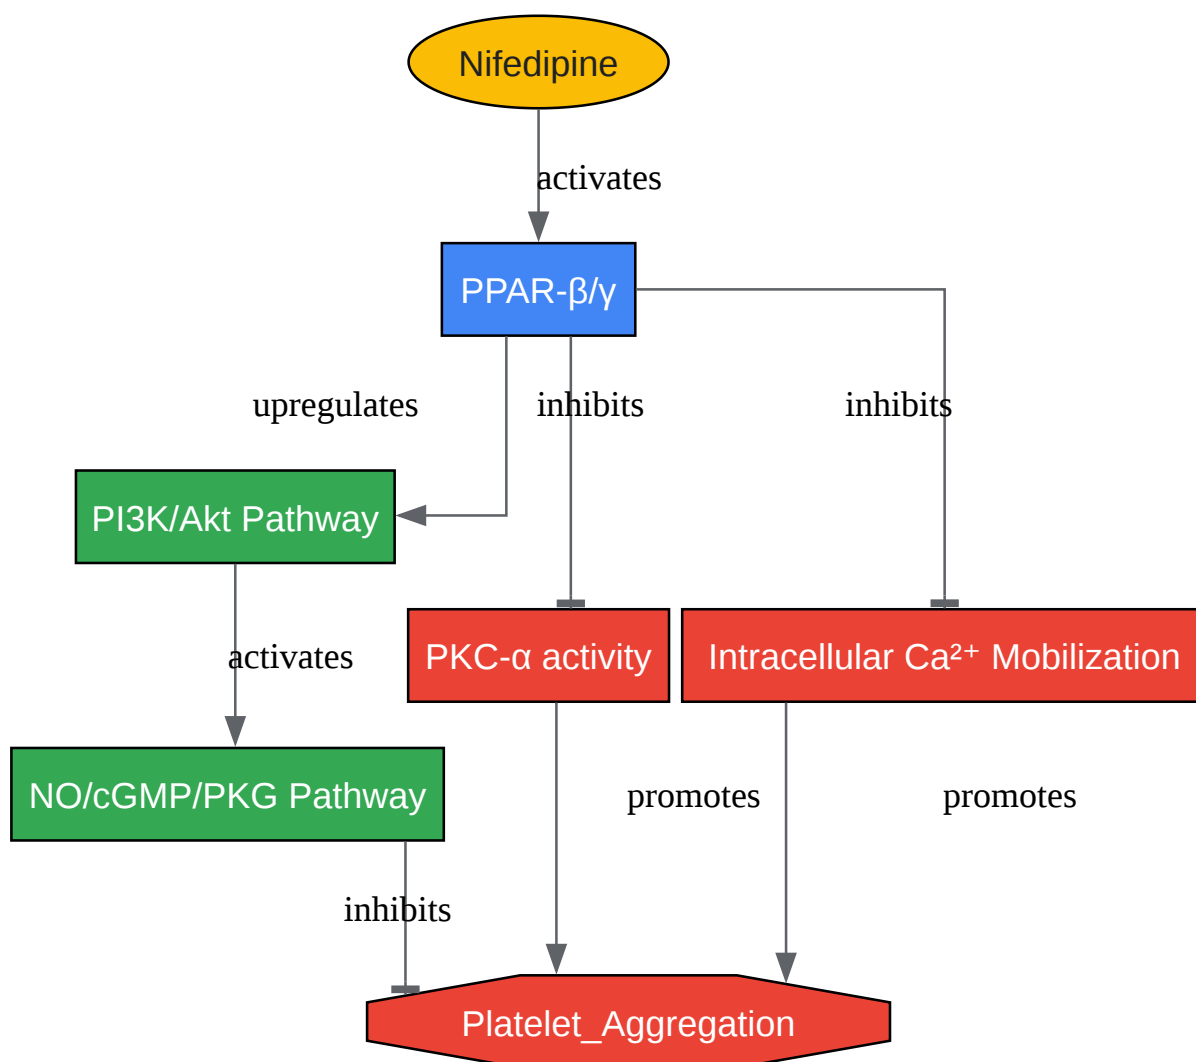 Nifedipine
activates
PPAR-β/γ
upregulates
inhibits
inhibits
PI3K/Akt Pathway
PKC-α activity
Intracellular Ca²⁺ Mobilization
activates
NO/cGMP/PKG Pathway
promotes
promotes
inhibits
Platelet_Aggregation